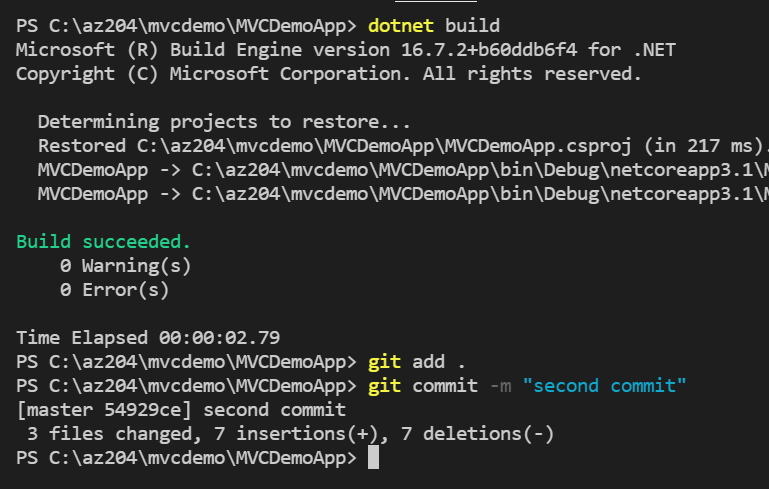 PS C:\az204\mvcdemo\MVCDemoApp> dotnet build
Microsoft (R) Build Engine version 16.7.2+b60ddb6f4 for .NET
Copyright (C) Microsoft Corporation. All rights reserved.
Determining projects to restore...
Restored C:\az204\mvcdemo\MVCDemoApp\MVCDemoApp.csproj (in 217 ms).
MVCDemoApp -> C:\az204\mvcdemo\MVCDemoApp\bin\Debug\netcoreapp3.1\M
MVCDemoApp -> C:\az204\mvcdemo\MVCDemoApp\bin\Debug\netcoreapp3.1\M
Build succeeded.
0 Warning(s)
0 Error(s)
Time Elapsed 00:00:02.79
PS C:\az204\mvcdemo\MVCDemoApp> git add .
PS C:\az204\mvcdemo\MVCDemoApp> git commit -m "second commit"
[master 54929ce] second commit
3 files changed, 7 insertions(+), 7 deletions(-)
PS C:\az204\mvcdemo\MVCDemoApp>